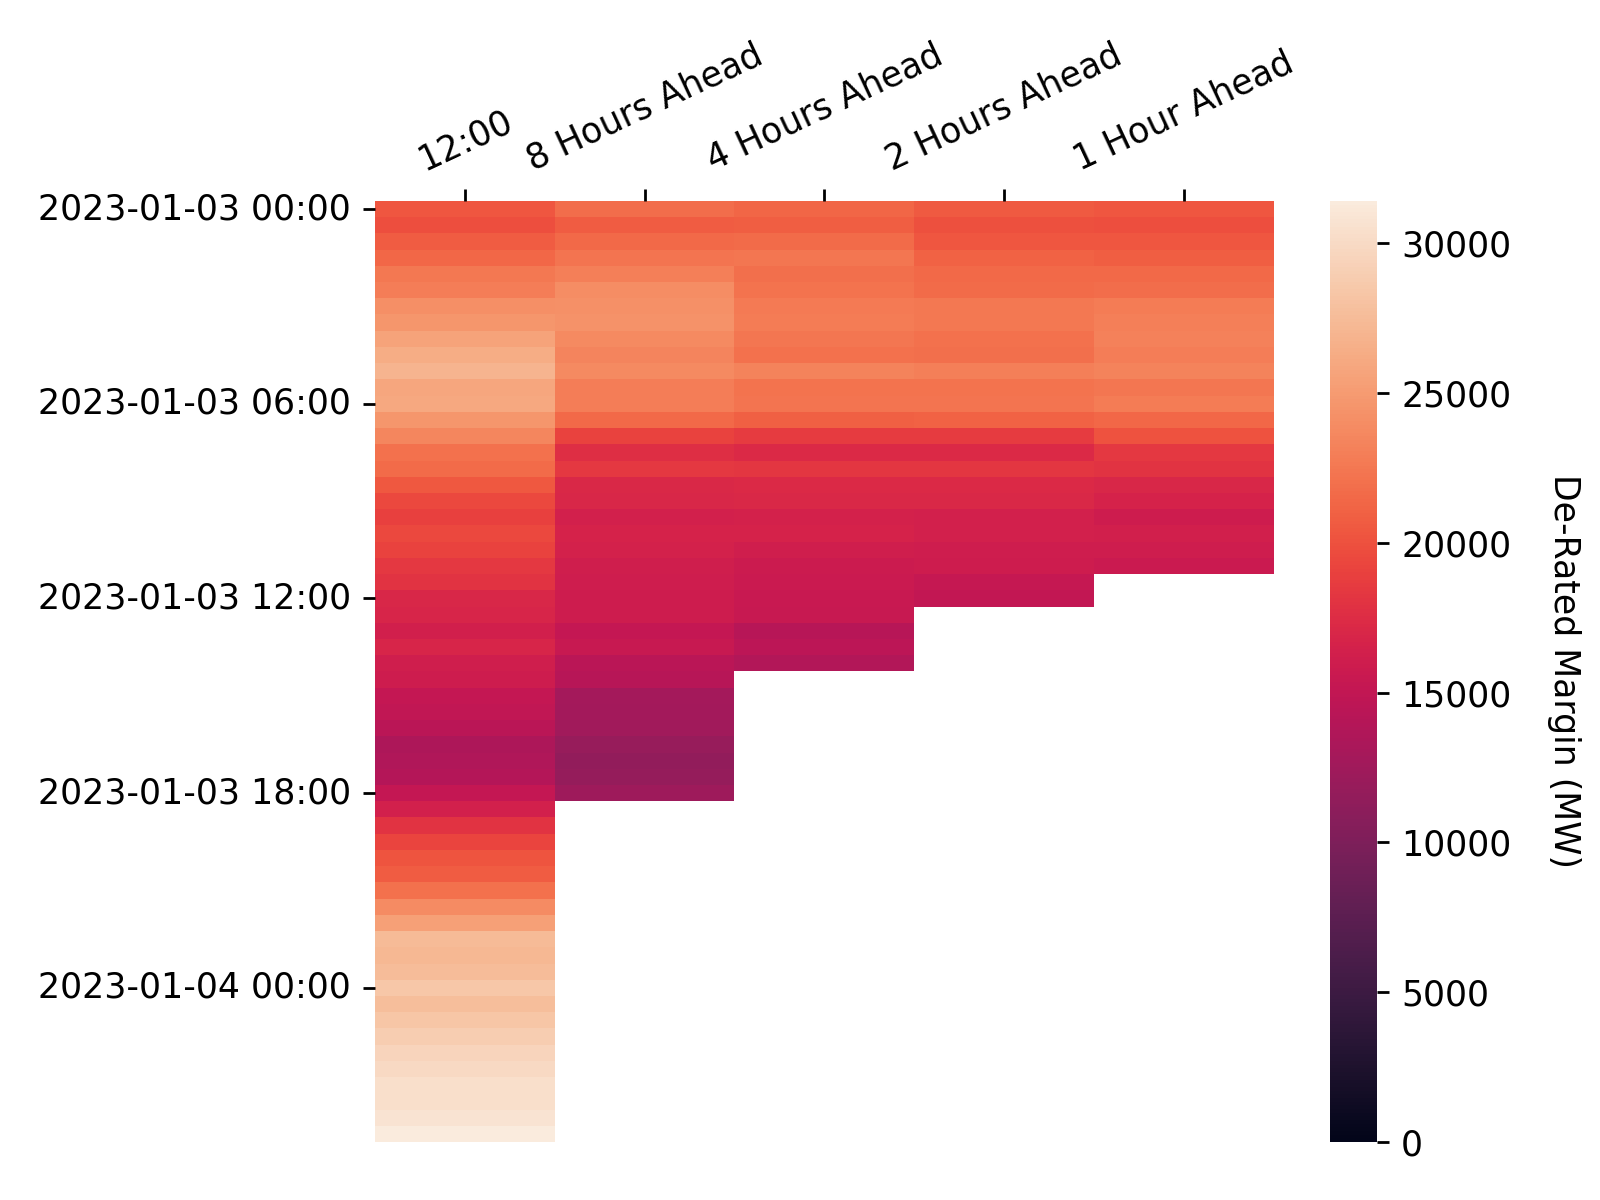 12:00
8 Hours Ahead
4 Hours Ahead
2 Hours Ahead
1 Hour Ahead
2023-01-03 00:00
2023-01-03 06:00
2023-01-03 12:00
2023-01-03 18:00
2023-01-04 00:00
30000
25000
20000
15000
10000
5000
0
De-Rated Margin (MW)